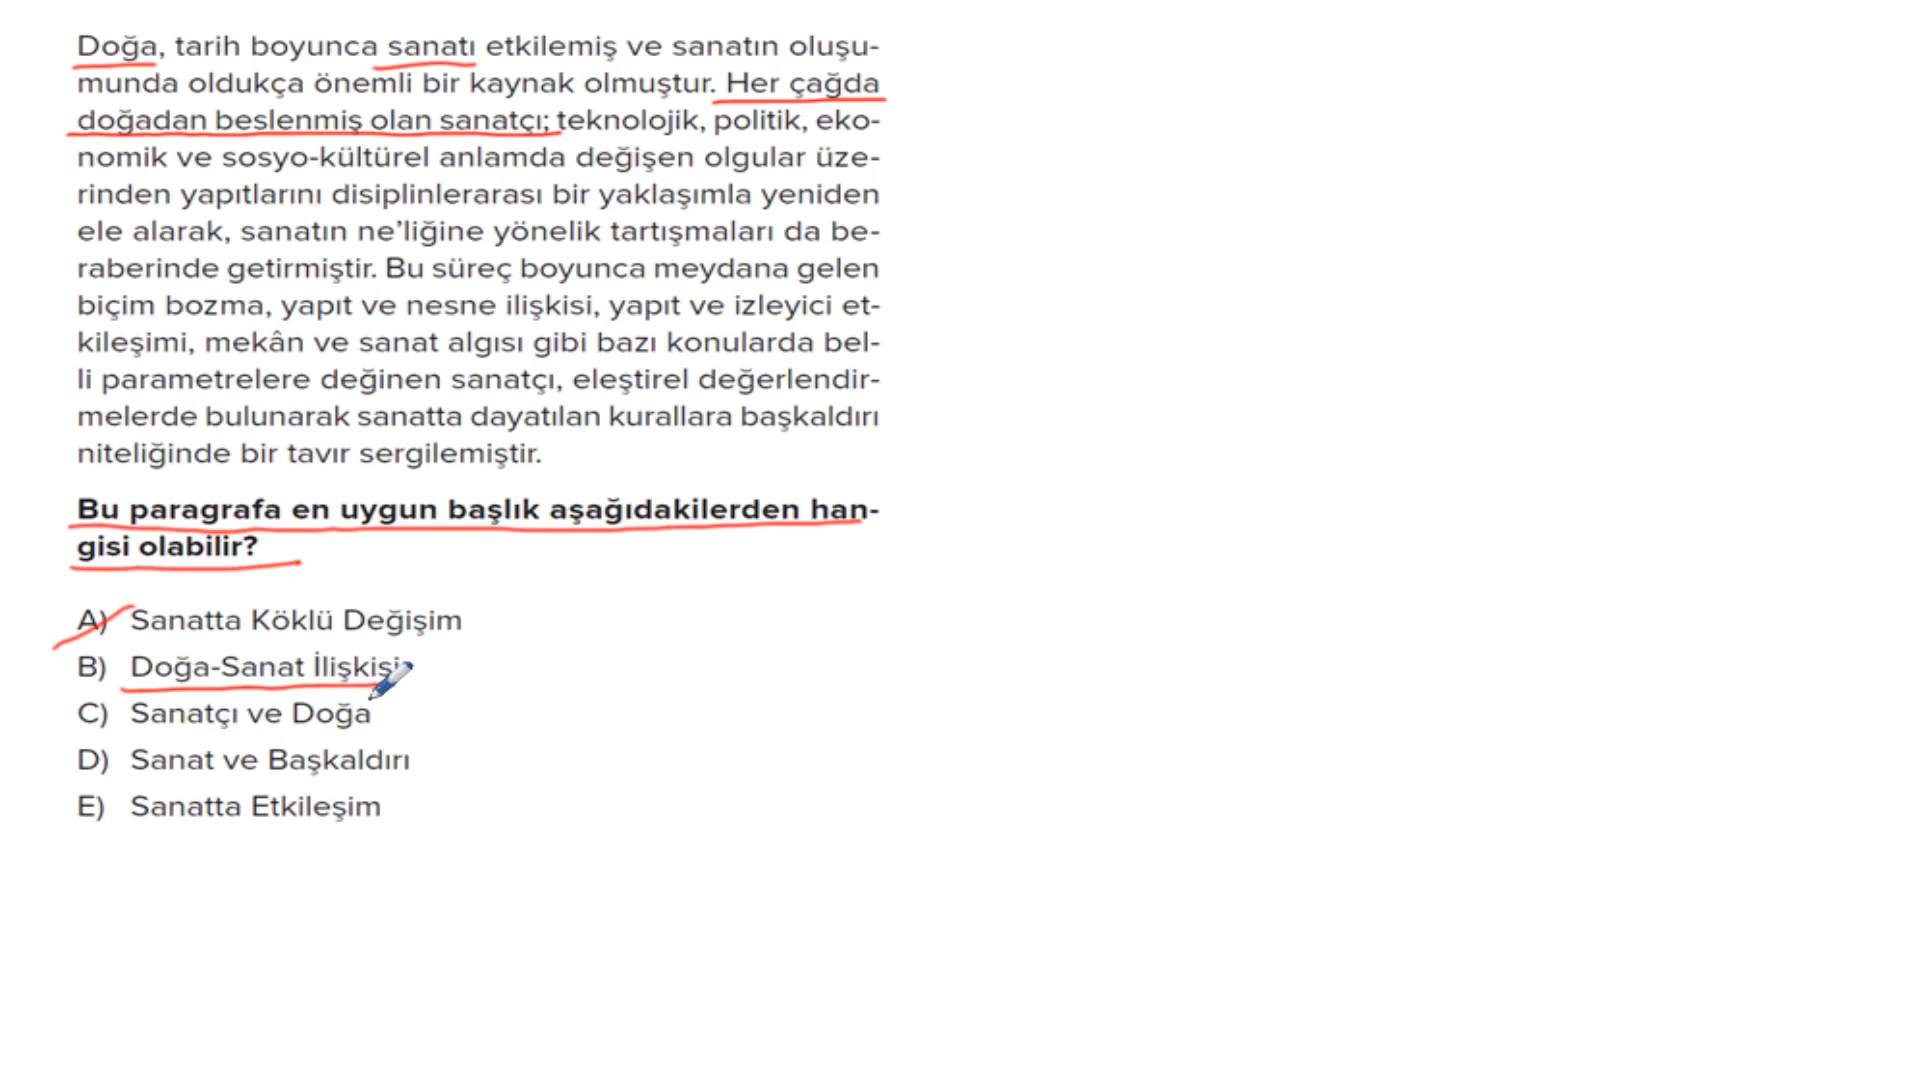 Doğa, tarih boyunca sanatı etkilemiş ve sanatın oluşu-
munda oldukça önemli bir kaynak olmuştur. Her çağda
doğadan beslenmiş olan sanatçı; teknolojik, politik, eko-
nomik ve sosyo-kültürel anlamda değişen olgular üze-
rinden yapıtlarını disiplinlerarası bir yaklaşımla yeniden
ele alarak, sanatın ne’liğine yönelik tartışmaları da be-
raberinde getirmiştir. Bu süreç boyunca meydana gelen
biçim bozma, yapıt ve nesne ilişkisi, yapıt ve izleyici et-
kileşimi, mekân ve sanat algısı gibi bazı konularda bel-
li parametrelere değinen sanatçı, eleştirel değerlendir-
melerde bulunarak sanatta dayatılan kurallara başkaldırı
niteliğinde bir tavır sergilemiştir.
Bu paragrafa en uygun başlık aşağıdakilerden han-
gisi olabilir?
A) Sanatta Köklü Değişim
B) Doğa-Sanat İlişkisi
C) Sanatçı ve Doğa
D) Sanat ve Başkaldırı
E) Sanatta Etkileşim